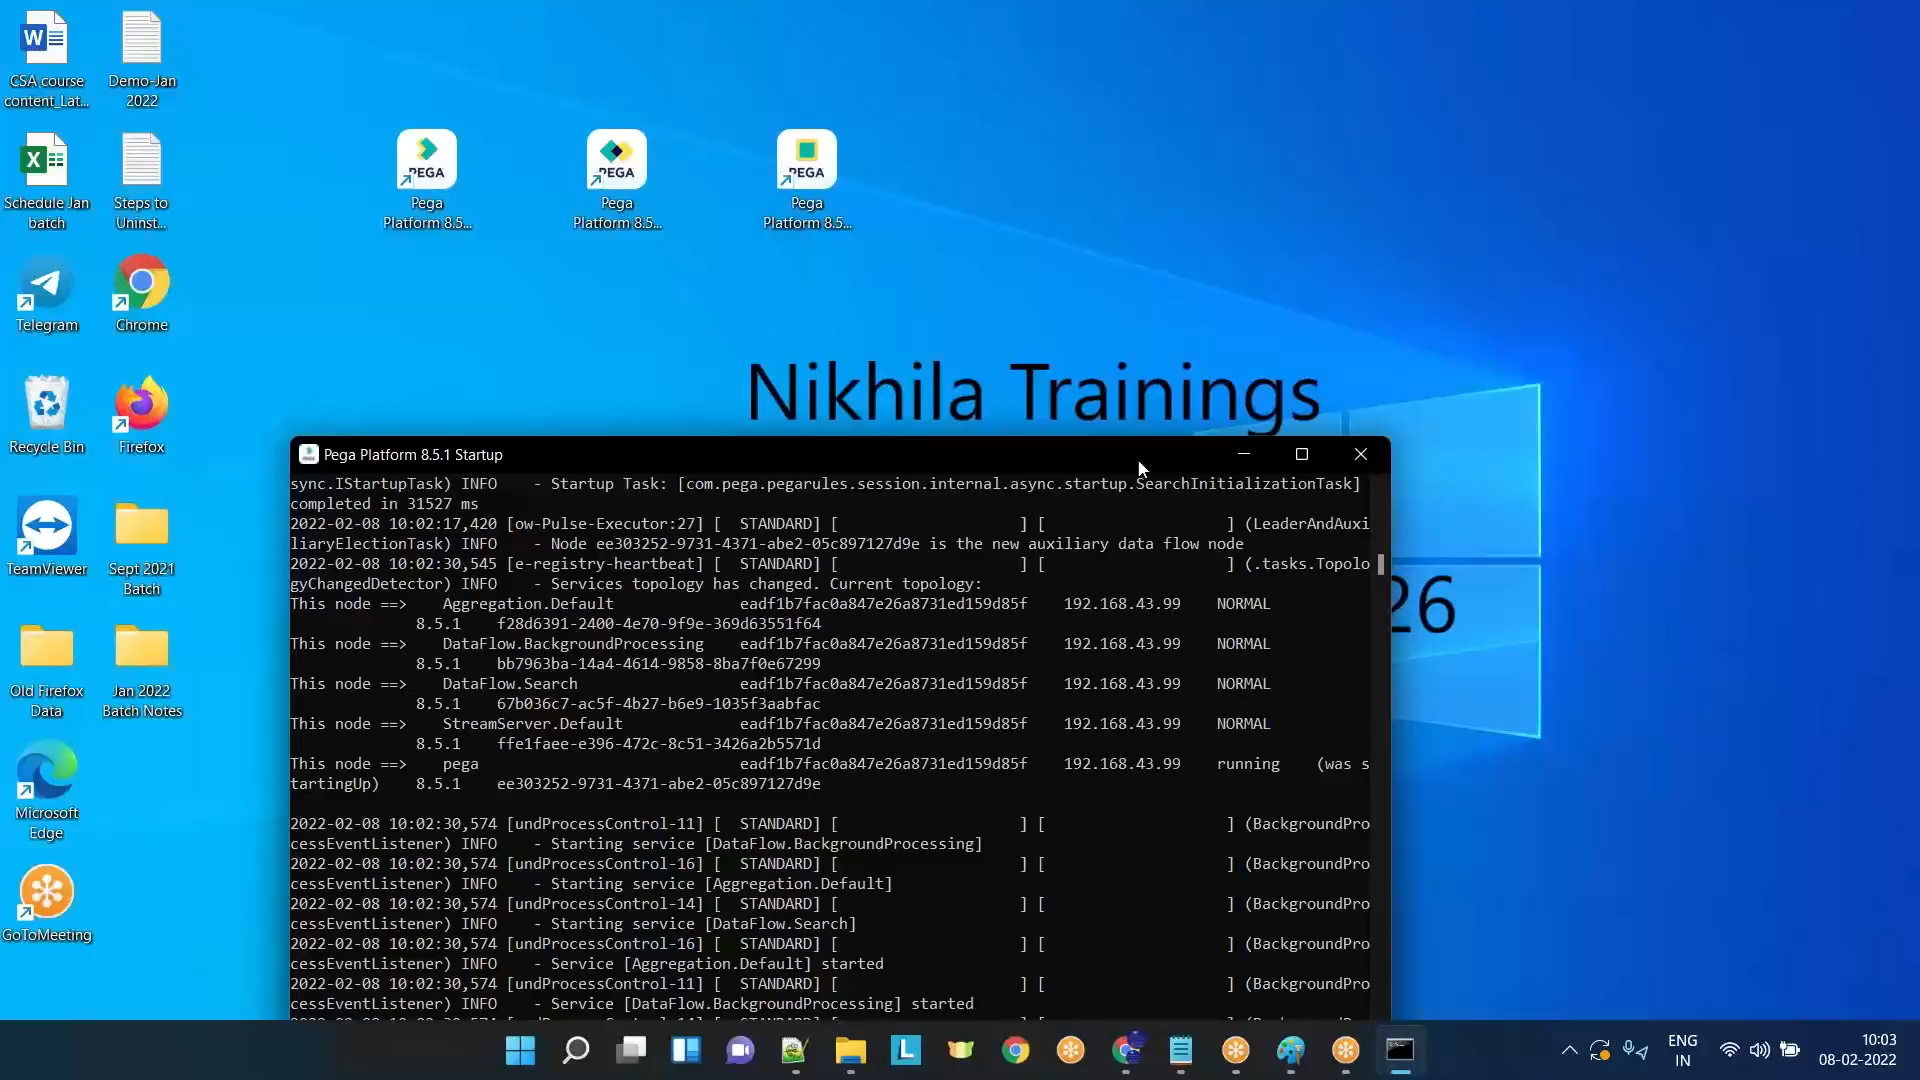 CSA course
content_Lat...
Demo-Jan
2022
Schedule Jan
batch
Steps to
Uninst...
Telegram
Chrome
Recycle Bin
Firefox
TeamViewer
Sept 2021
Batch
Old Firefox
Data
Jan 2022
Batch Notes
Microsoft
Edge
GoToMeeting
PEGA
Pega
Platform 8.5...
PEGA
Pega
Platform 8.5...
PEGA
Pega
Platform 8.5...
Nikhila Trainings
26
Pega Platform 8.5.1 Startup
sync.IStartupTask) INFO - Startup Task: [com.pega.pegarules.session.internal.async.startup.SearchInitializationTask]
completed in 31527 ms
2022-02-08 10:02:17,420 [ow-Pulse-Executor:27] [ STANDARD] [ ] [ ] (LeaderAndAuxi
liaryElectionTask) INFO - Node ee303252-9731-4371-abe2-05c897127d9e is the new auxiliary data flow node
2022-02-08 10:02:30,545 [e-registry-heartbeat] [ STANDARD] [ ] [ ] (.tasks.Topolo
gyChangedDetector) INFO - Services topology has changed. Current topology:
This node ==> Aggregation.Default eadf1b7fac0a847e26a8731ed159d85f 192.168.43.99 NORMAL
8.5.1 f28d6391-2400-4e70-9f9e-369d63551f64
This node ==> DataFlow.BackgroundProcessing eadf1b7fac0a847e26a8731ed159d85f 192.168.43.99 NORMAL
8.5.1 bb7963ba-14a4-4614-9858-8ba7f0e67299
This node ==> DataFlow.Search eadf1b7fac0a847e26a8731ed159d85f 192.168.43.99 NORMAL
8.5.1 67b036c7-ac5f-4b27-b6e9-1035f3aabfac
This node ==> StreamServer.Default eadf1b7fac0a847e26a8731ed159d85f 192.168.43.99 NORMAL
8.5.1 ffe1faee-e396-472c-8c51-3426a2b5571d
This node ==> pega eadf1b7fac0a847e26a8731ed159d85f 192.168.43.99 running (was s
tartingUp) 8.5.1 ee303252-9731-4371-abe2-05c897127d9e
2022-02-08 10:02:30,574 [undProcessControl-11] [ STANDARD] [ ] [ ] (BackgroundPro
cessEventListener) INFO - Starting service [DataFlow.BackgroundProcessing]
2022-02-08 10:02:30,574 [undProcessControl-16] [ STANDARD] [ ] [ ] (BackgroundPro
cessEventListener) INFO - Starting service [Aggregation.Default]
2022-02-08 10:02:30,574 [undProcessControl-14] [ STANDARD] [ ] [ ] (BackgroundPro
cessEventListener) INFO - Starting service [DataFlow.Search]
2022-02-08 10:02:30,574 [undProcessControl-16] [ STANDARD] [ ] [ ] (BackgroundPro
cessEventListener) INFO - Service [Aggregation.Default] started
2022-02-08 10:02:30,574 [undProcessControl-11] [ STANDARD] [ ] [ ] (BackgroundPro
cessEventListener) INFO - Service [DataFlow.BackgroundProcessing] started
ENG
IN
10:03
08-02-2022